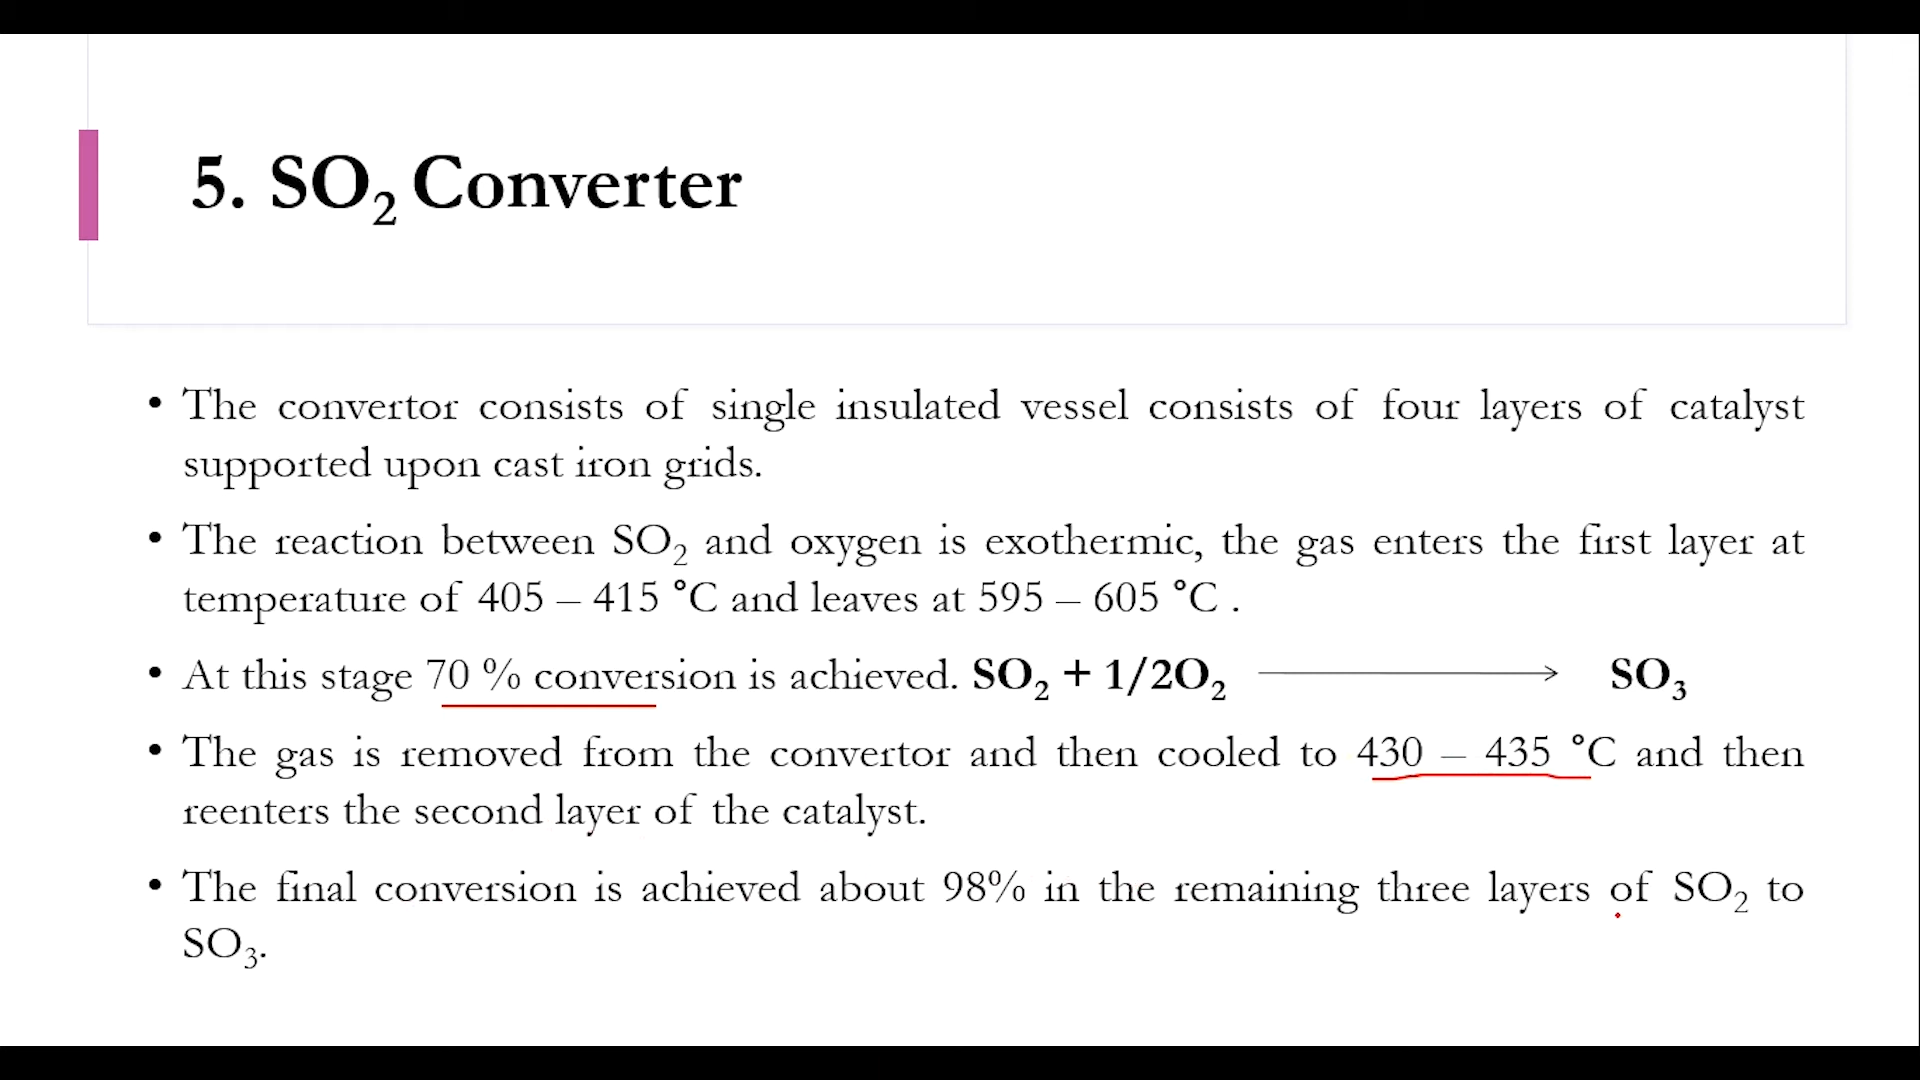 5. SO₂ Converter
• The convertor consists of single insulated vessel consists of four layers of catalyst
supported upon cast iron grids.
• The reaction between SO₂ and oxygen is exothermic, the gas enters the first layer at
temperature of 405 – 415 °C and leaves at 595 – 605 °C .
• At this stage 70 % conversion is achieved. SO₂ + 1/2O₂ ⟶ SO₃
• The gas is removed from the convertor and then cooled to 430 – 435 °C and then
reenters the second layer of the catalyst.
• The final conversion is achieved about 98% in the remaining three layers of SO₂ to
SO₃.